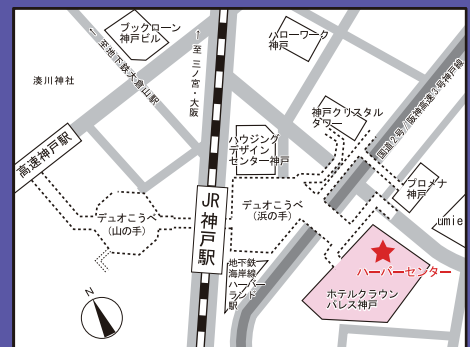 ブックローン
神戸ビル
← 至地下鉄大倉山駅
↑
至 三ノ宮・大阪
ハローワーク
神戸
湊川神社
高速神戸駅
神戸クリスタル
タワー
国道2号/阪神高速3号神戸線
ハウジング
デザイン
センター神戸
プロメナ
神戸
umie
デュオこうべ
(山の手)
JR
神戸駅
デュオこうべ
(浜の手)
地下鉄
海岸線
ハーバー
ランド
駅
ハーバーセンター
ホテルクラウン
パレス神戸
N